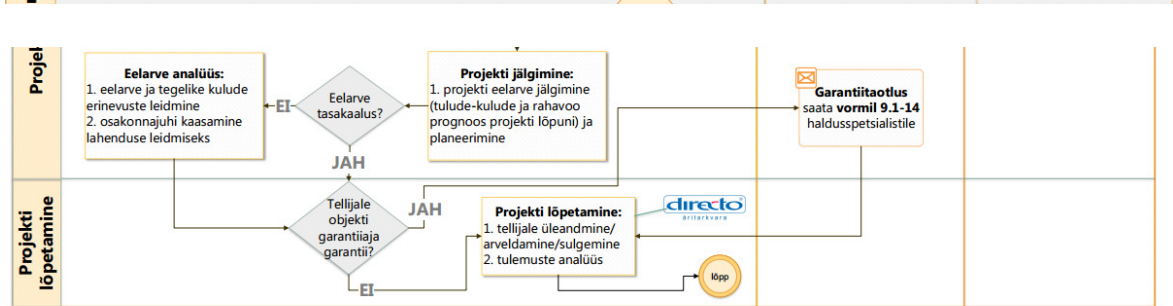 Projek
Eelarve analüüs:
1. eelarve ja tegelike kulude
erinevuste leidmine
2. osakonnajuhi kaasamine
lahenduse leidmiseks
EI
Eelarve
tasakaalus?
JAH
Projekti jälgimine:
1. projekti eelarve jälgimine
(tulude-kulude ja rahavoo
prognoos projekti lõpuni) ja
planeerimine
Garantiitaotlus
saata vormil 9.1-14
haldusspetsialistile
Projekti
lõpetamine
Tellijale
objekti
garantiiaja
garantii?
JAH
EI
Projekti lõpetamine:
1. tellijale üleandmine/
arveldamine/sulgemine
2. tulemuste analüüs
directo
äritarkvara
lõpp